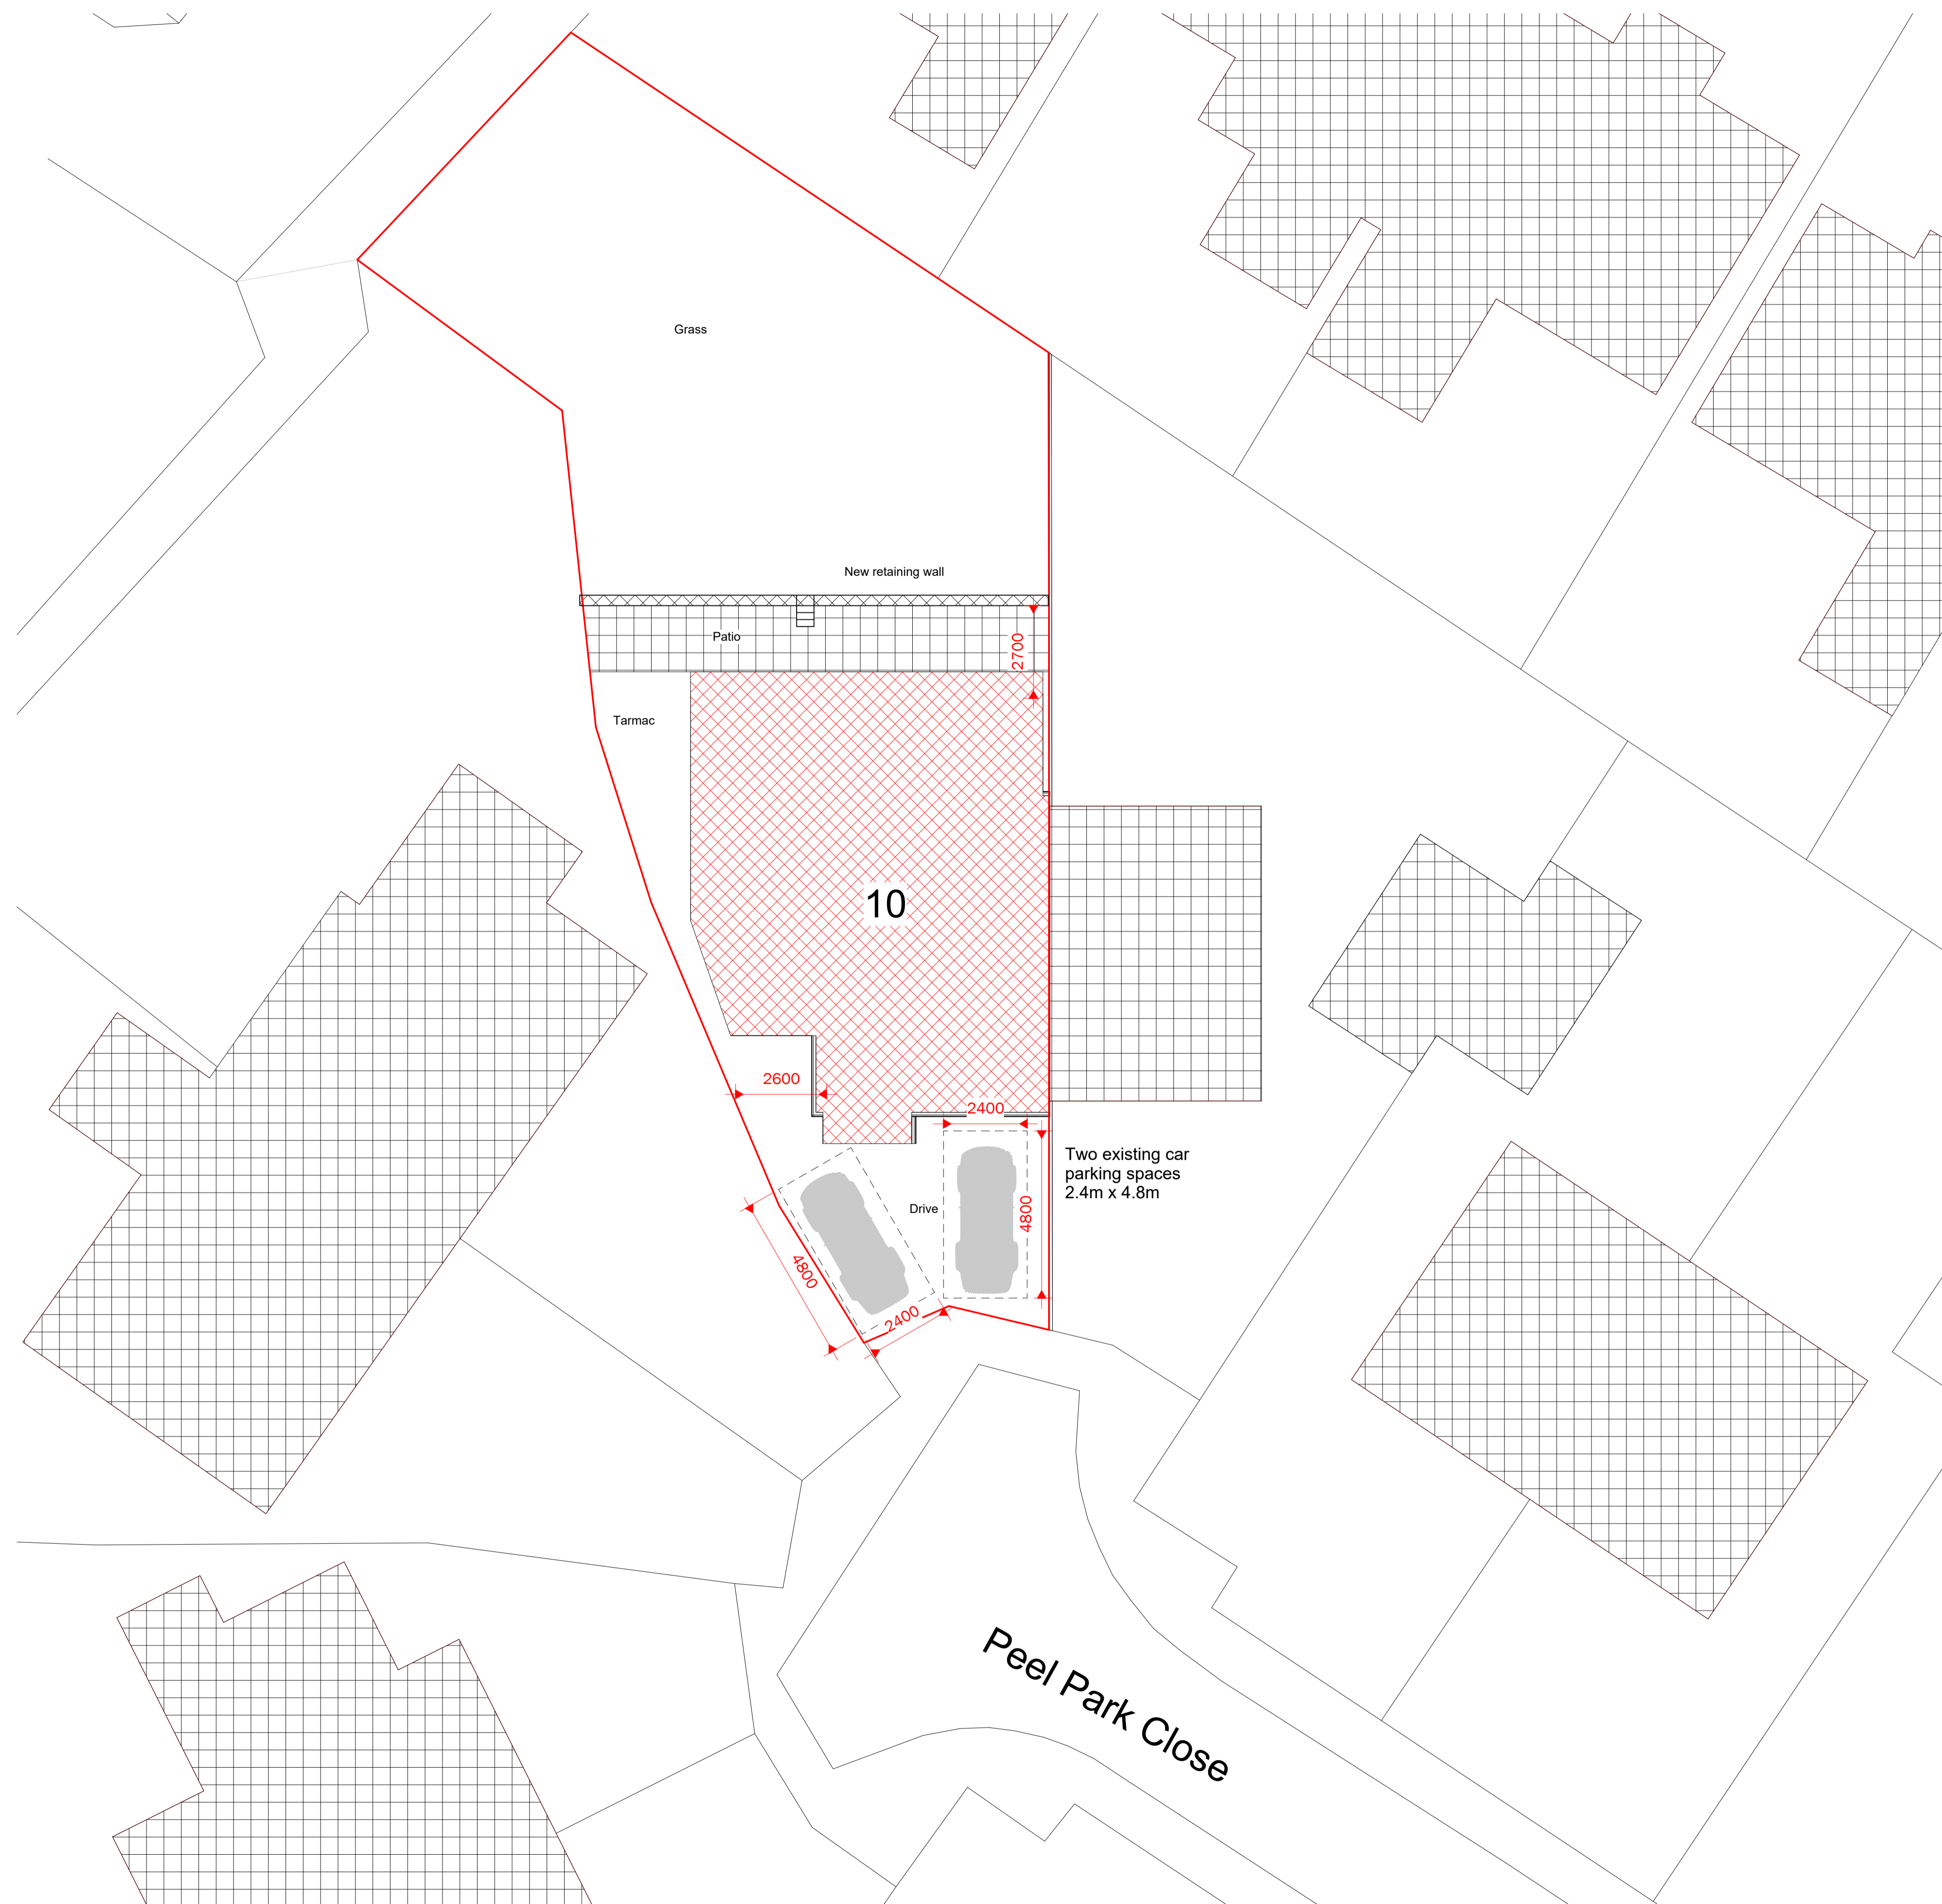 Grass
New retaining wall
Patio
2700
Tarmac
10
2600
2400
Two existing car
parking spaces
2.4m x 4.8m
Drive
4800
4800
2400
Peel Park Close